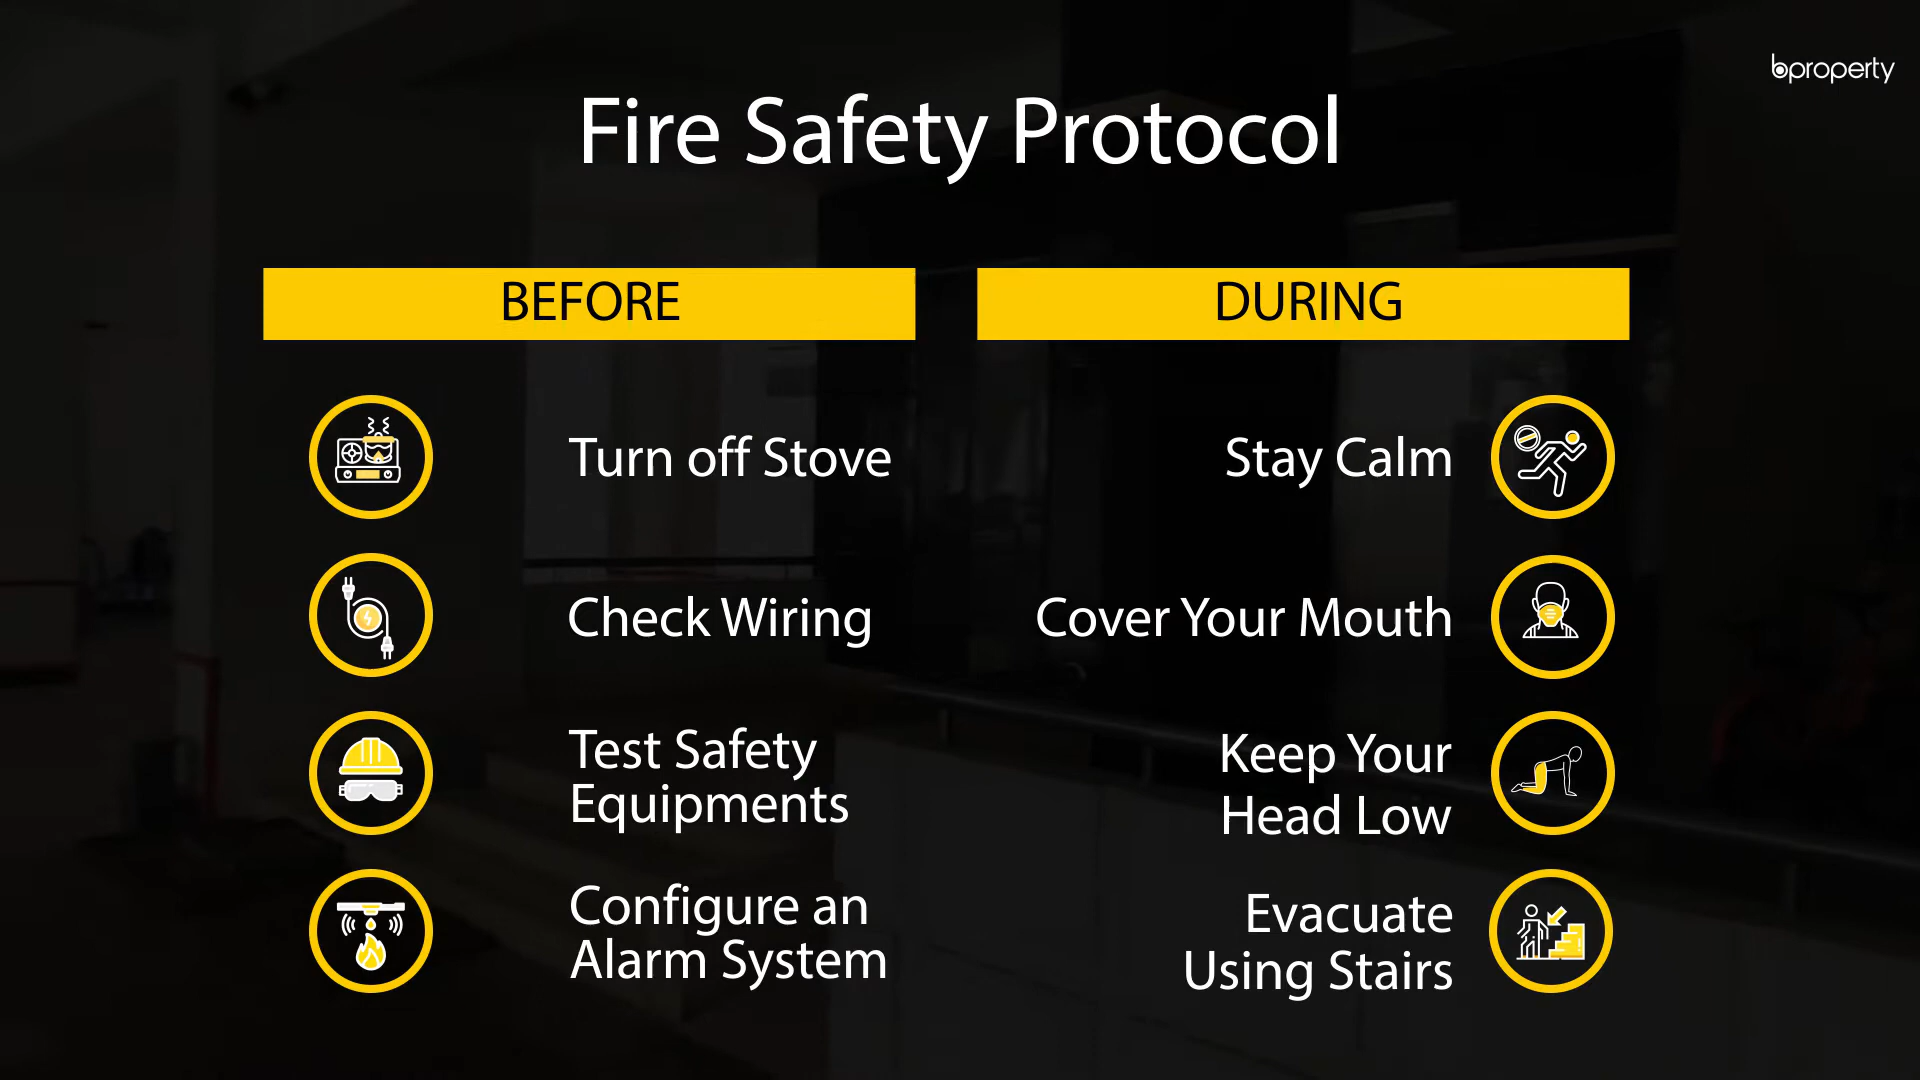 bproperty
Fire Safety Protocol
BEFORE
Turn off Stove
Check Wiring
Test Safety
Equipments
Configure an
Alarm System
DURING
Stay Calm
Cover Your Mouth
Keep Your
Head Low
Evacuate
Using Stairs